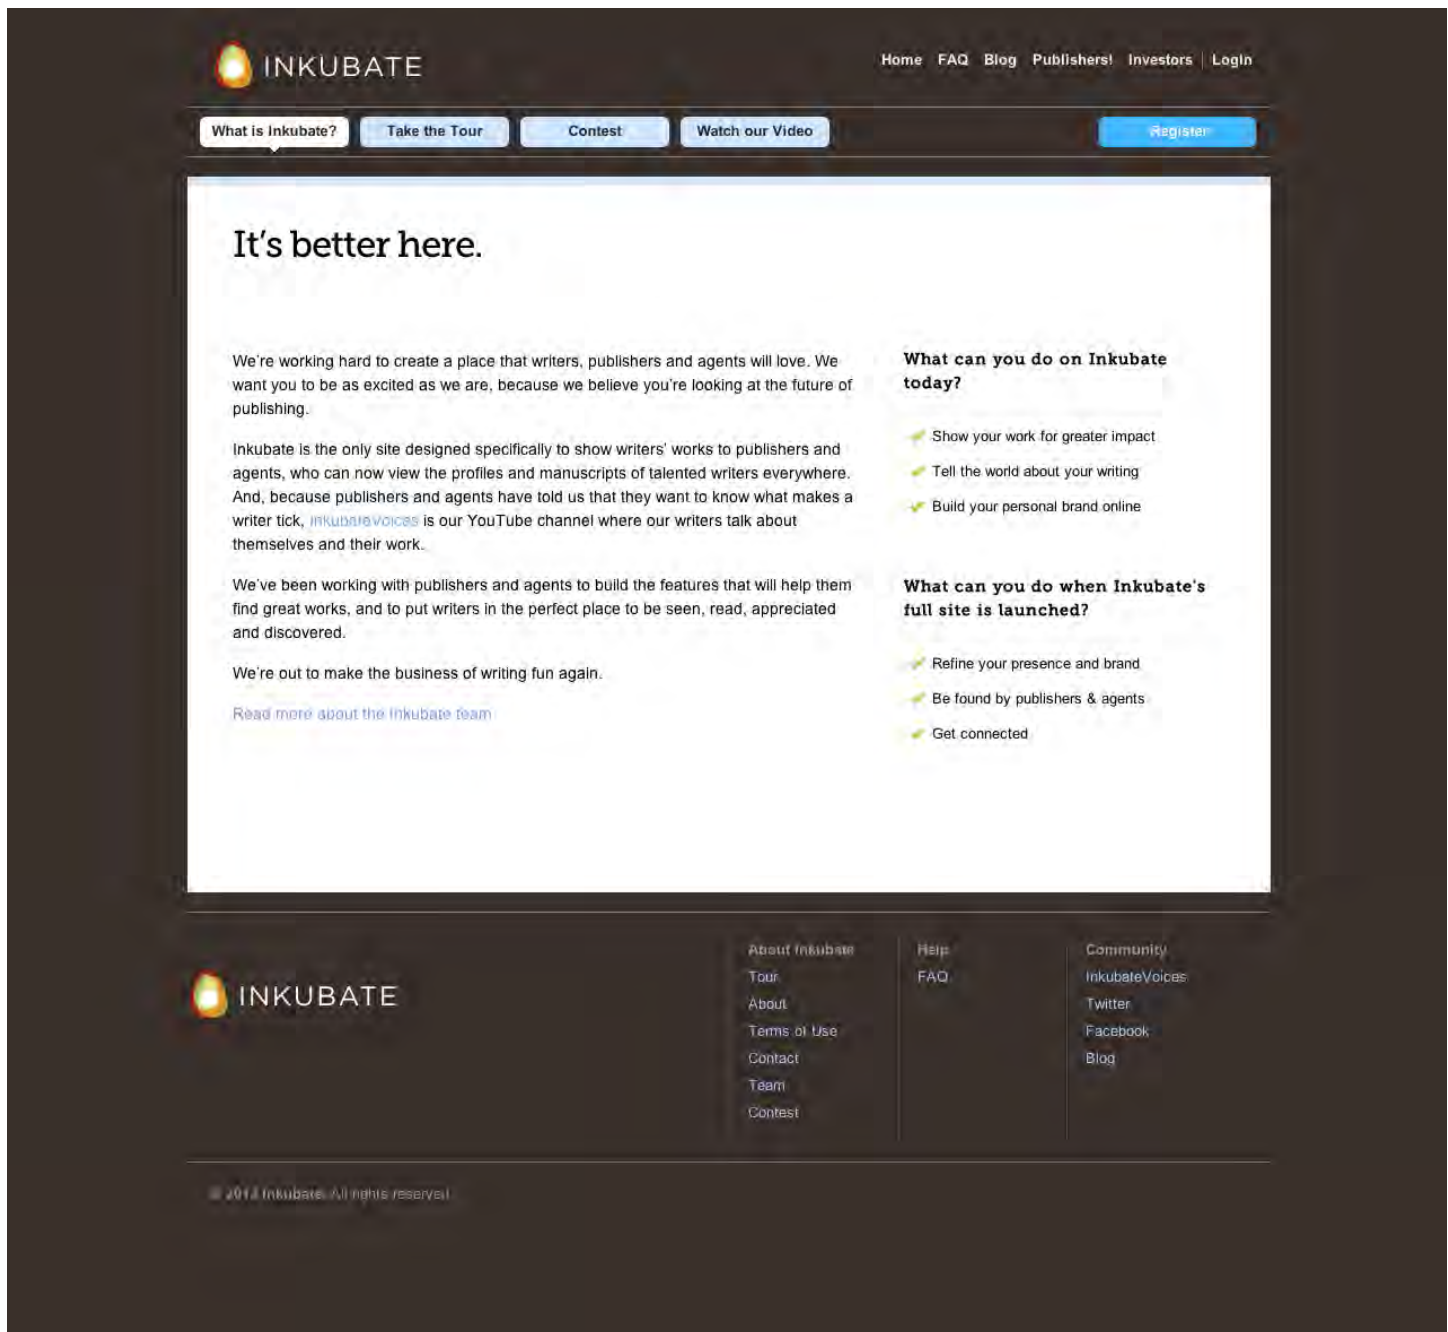 INKUBATE
Home FAQ Blog Publishers! Investors Login
What is Inkubate? Take the Tour Contest Watch our Video Register
It's better here.
We're working hard to create a place that writers, publishers and agents will love. We
want you to be as excited as we are, because we believe you're looking at the future of
publishing.
Inkubate is the only site designed specifically to show writers' works to publishers and
agents, who can now view the profiles and manuscripts of talented writers everywhere.
And, because publishers and agents have told us that they want to know what makes a
writer tick, InkubateVoices is our YouTube channel where our writers talk about
themselves and their work.
We've been working with publishers and agents to build the features that will help them
find great works, and to put writers in the perfect place to be seen, read, appreciated
and discovered.
We're out to make the business of writing fun again.
Read more about the Inkubate team
What can you do on Inkubate
today?
Show your work for greater impact
Tell the world about your writing
Build your personal brand online
What can you do when Inkubate's
full site is launched?
Refine your presence and brand
Be found by publishers & agents
Get connected
INKUBATE
About Inkubate
Tour
About
Terms of Use
Contact
Team
Contest
Help
FAQ
Community
InkubateVoices
Twitter
Facebook
Blog
© Inkubate. All rights reserved